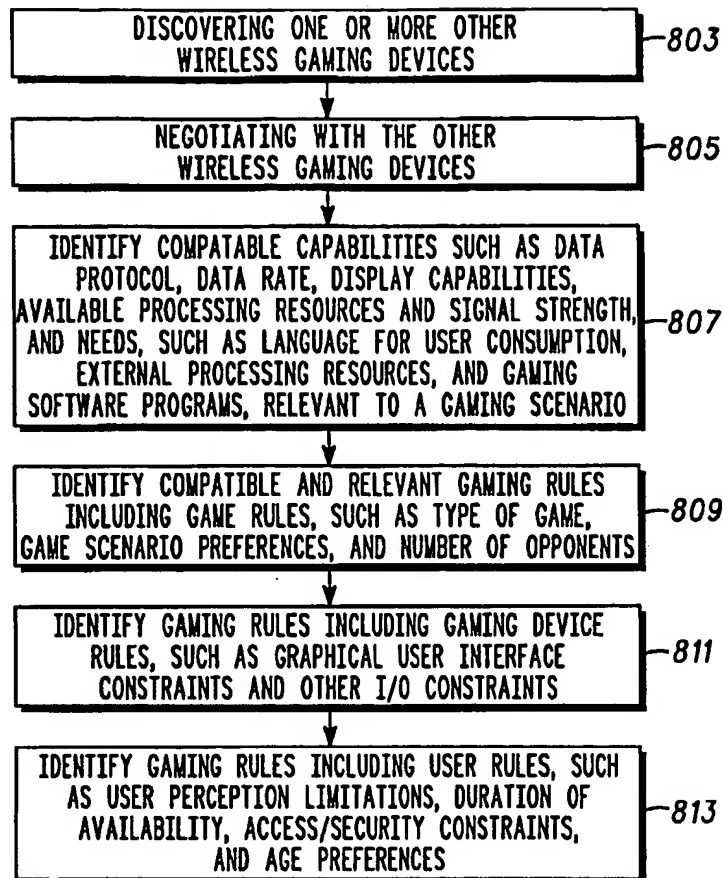 DISCOVERING ONE OR MORE OTHER
WIRELESS GAMING DEVICES
803
NEGOTIATING WITH THE OTHER
WIRELESS GAMING DEVICES
805
IDENTIFY COMPATABLE CAPABILITIES SUCH AS DATA
PROTOCOL, DATA RATE, DISPLAY CAPABILITIES,
AVAILABLE PROCESSING RESOURCES AND SIGNAL STRENGTH,
AND NEEDS, SUCH AS LANGUAGE FOR USER CONSUMPTION,
EXTERNAL PROCESSING RESOURCES, AND GAMING
SOFTWARE PROGRAMS, RELEVANT TO A GAMING SCENARIO
807
IDENTIFY COMPATIBLE AND RELEVANT GAMING RULES
INCLUDING GAME RULES, SUCH AS TYPE OF GAME,
GAME SCENARIO PREFERENCES, AND NUMBER OF OPPONENTS
809
IDENTIFY GAMING RULES INCLUDING GAMING DEVICE
RULES, SUCH AS GRAPHICAL USER INTERFACE
CONSTRAINTS AND OTHER I/O CONSTRAINTS
811
IDENTIFY GAMING RULES INCLUDING USER RULES, SUCH
AS USER PERCEPTION LIMITATIONS, DURATION OF
AVAILABILITY, ACCESS/SECURITY CONSTRAINTS,
AND AGE PREFERENCES
813